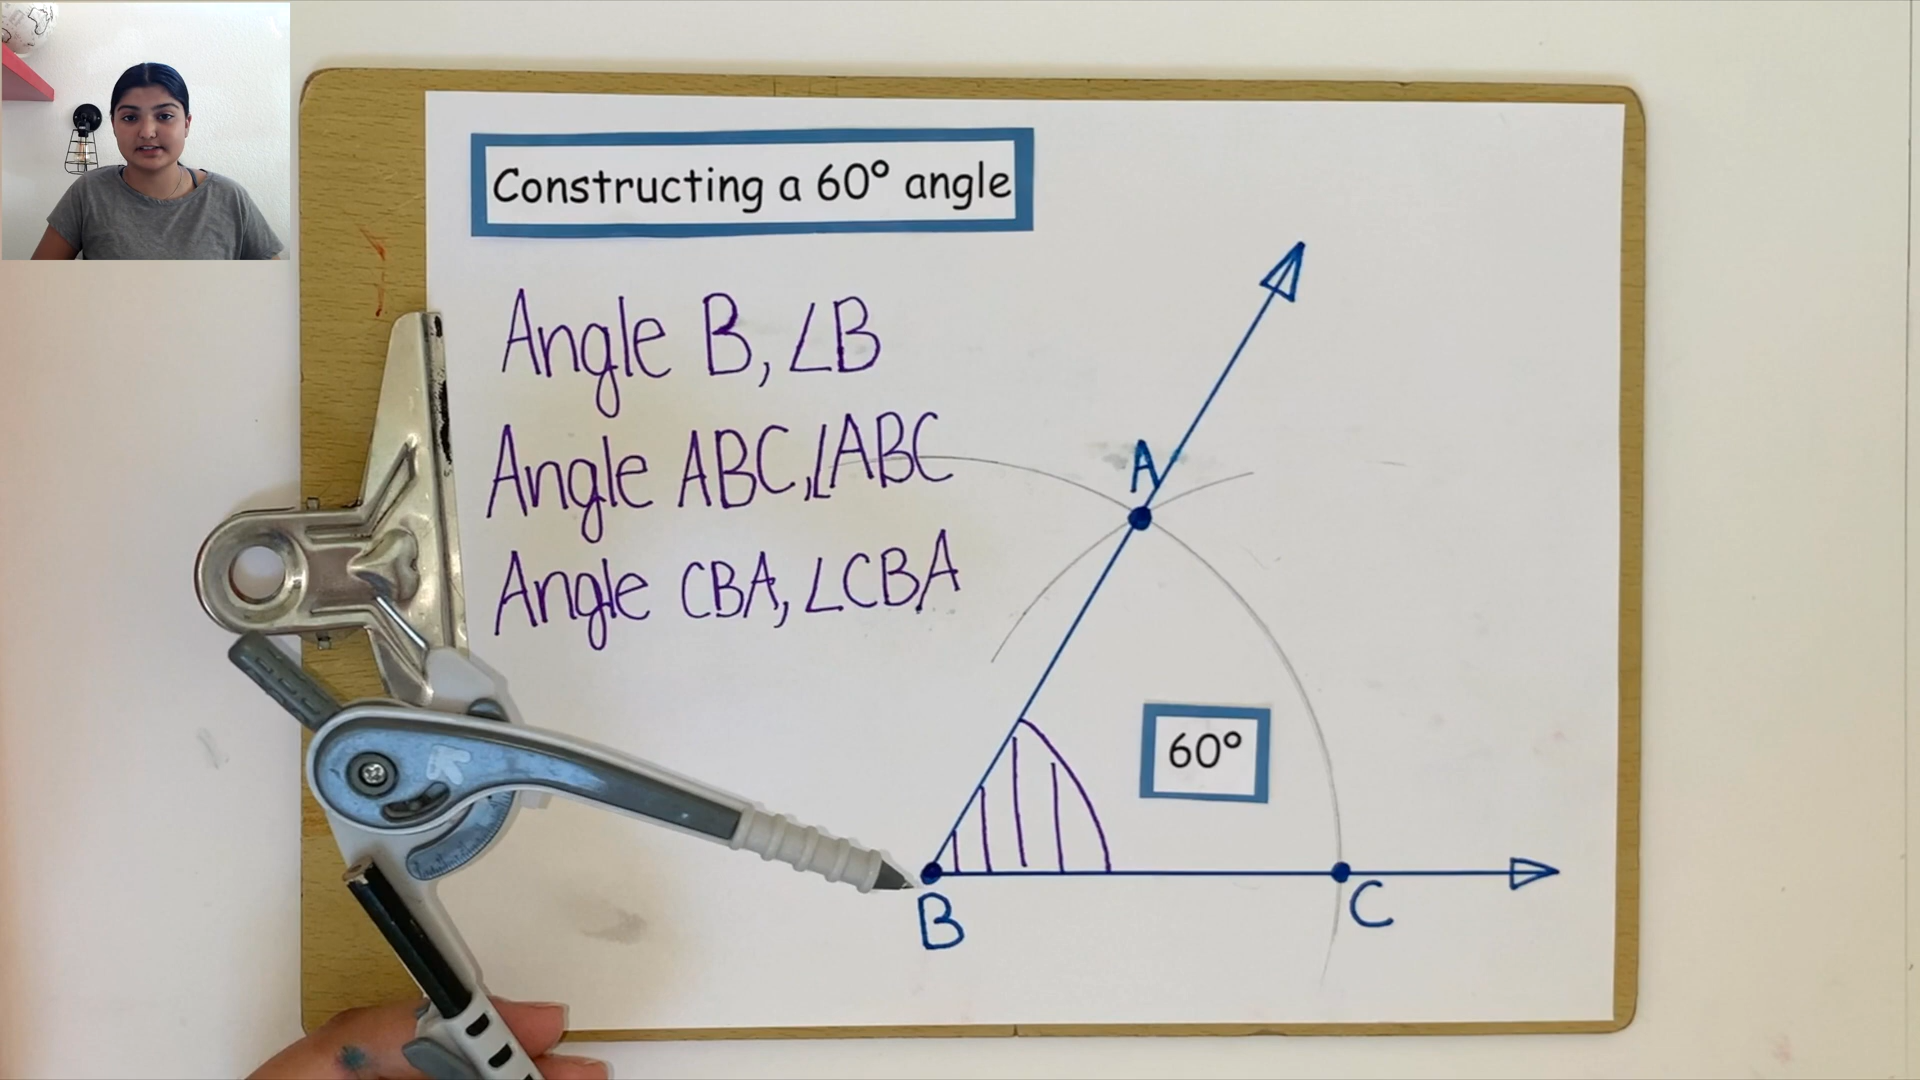 Constructing a 60° angle
Angle B, ∠B
Angle ABC, ∠ABC
Angle CBA, ∠CBA
A
60°
B
C